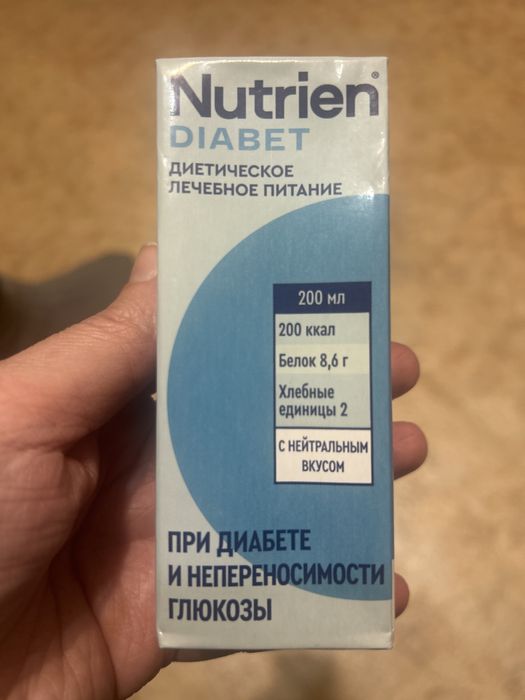 Nutrien®
DIABET
ДИЕТИЧЕСКОЕ
ЛЕЧЕБНОЕ ПИТАНИЕ
200 мл
200 ккал
Белок 8,6 г
Хлебные
единицы 2
С НЕЙТРАЛЬНЫМ
ВКУСОМ
ПРИ ДИАБЕТЕ
И НЕПЕРЕНОСИМОСТИ
ГЛЮКОЗЫ